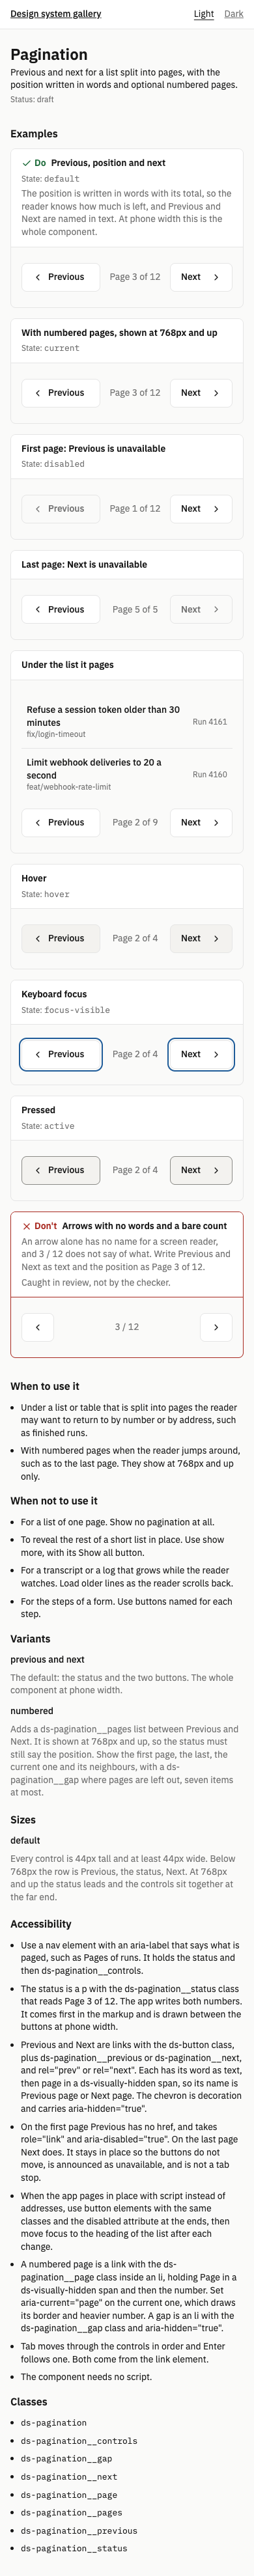 Design system gallery Light Dark
Pagination
Previous and next for a list split into pages, with the
position written in words and optional numbered pages.
Status: draft
Examples
Do Previous, position and next
State: default
The position is written in words with its total, so the
reader knows how much is left, and Previous and
Next are named in text. At phone width this is the
whole component.
Previous Page 3 of 12 Next
With numbered pages, shown at 768px and up
State: current
Previous Page 3 of 12 Next
First page: Previous is unavailable
State: disabled
Previous Page 1 of 12 Next
Last page: Next is unavailable
Previous Page 5 of 5 Next
Under the list it pages
Refuse a session token older than 30
minutes
fix/login-timeout
Run 4161
Limit webhook deliveries to 20 a
second
feat/webhook-rate-limit
Run 4160
Previous Page 2 of 9 Next
Hover
State: hover
Previous Page 2 of 4 Next
Keyboard focus
State: focus-visible
Previous Page 2 of 4 Next
Pressed
State: active
Previous Page 2 of 4 Next
Don't Arrows with no words and a bare count
An arrow alone has no name for a screen reader,
and 3 / 12 does not say of what. Write Previous and
Next as text and the position as Page 3 of 12.
Caught in review, not by the checker.
3 / 12
When to use it
• Under a list or table that is split into pages the reader
may want to return to by number or by address, such
as finished runs.
• With numbered pages when the reader jumps around,
such as to the last page. They show at 768px and up
only.
When not to use it
• For a list of one page. Show no pagination at all.
• To reveal the rest of a short list in place. Use show
more, with its Show all button.
• For a transcript or a log that grows while the reader
watches. Load older lines as the reader scrolls back.
• For the steps of a form. Use buttons named for each
step.
Variants
previous and next
The default: the status and the two buttons. The whole
component at phone width.
numbered
Adds a ds-pagination__pages list between Previous and
Next. It is shown at 768px and up, so the status must
still say the position. Show the first page, the last, the
current one and its neighbours, with a ds-
pagination__gap where pages are left out, seven items
at most.
Sizes
default
Every control is 44px tall and at least 44px wide. Below
768px the row is Previous, the status, Next. At 768px
and up the status leads and the controls sit together at
the far end.
Accessibility
• Use a nav element with an aria-label that says what is
paged, such as Pages of runs. It holds the status and
then ds-pagination__controls.
• The status is a p with the ds-pagination__status class
that reads Page 3 of 12. The app writes both numbers.
It comes first in the markup and is drawn between the
buttons at phone width.
• Previous and Next are links with the ds-button class,
plus ds-pagination__previous or ds-pagination__next,
and rel="prev" or rel="next". Each has its word as text,
then page in a ds-visually-hidden span, so its name is
Previous page or Next page. The chevron is decoration
and carries aria-hidden="true".
• On the first page Previous has no href, and takes
role="link" and aria-disabled="true". On the last page
Next does. It stays in place so the buttons do not
move, is announced as unavailable, and is not a tab
stop.
• When the app pages in place with script instead of
addresses, use button elements with the same
classes and the disabled attribute at the ends, then
move focus to the heading of the list after each
change.
• A numbered page is a link with the ds-
pagination__page class inside an li, holding Page in a
ds-visually-hidden span and then the number. Set
aria-current="page" on the current one, which draws
its border and heavier number. A gap is an li with the
ds-pagination__gap class and aria-hidden="true".
• Tab moves through the controls in order and Enter
follows one. Both come from the link element.
• The component needs no script.
Classes
• ds-pagination
• ds-pagination__controls
• ds-pagination__gap
• ds-pagination__next
• ds-pagination__page
• ds-pagination__pages
• ds-pagination__previous
• ds-pagination__status